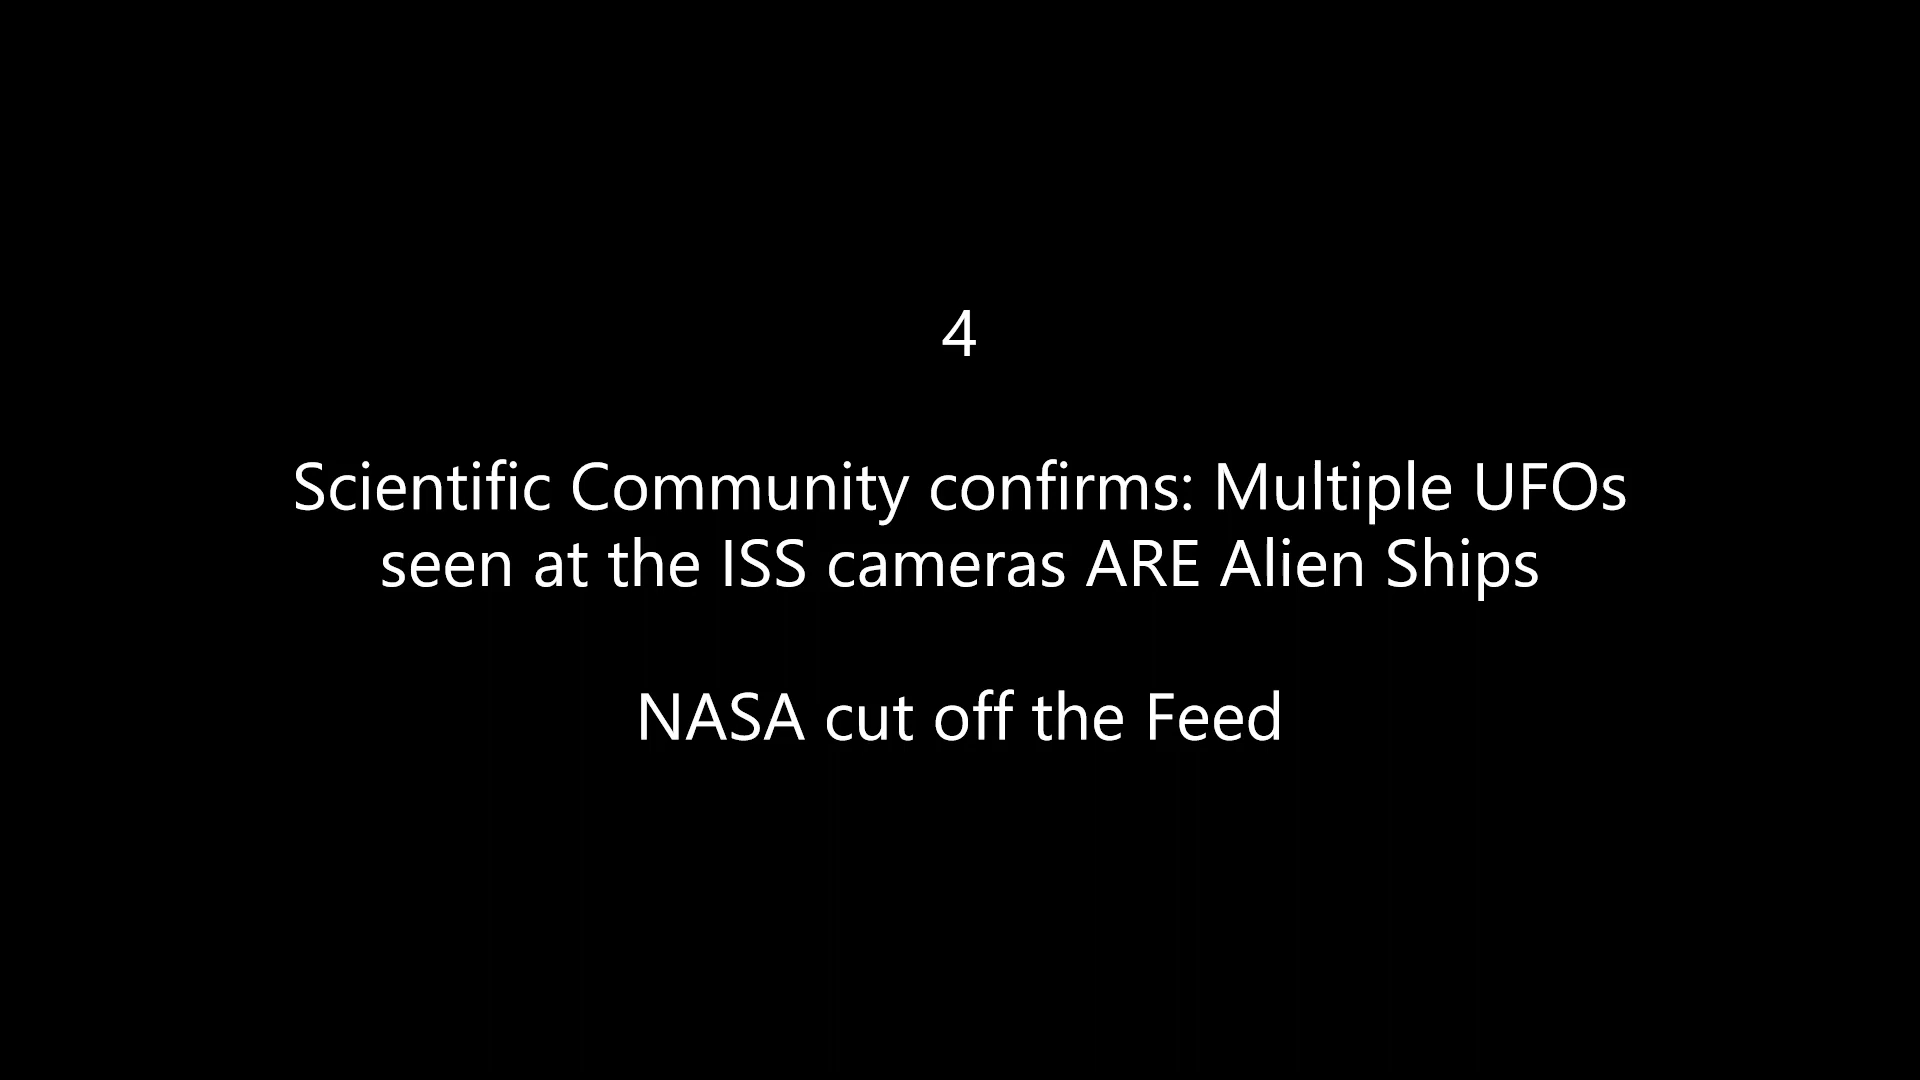 4
Scientific Community confirms: Multiple UFOs
seen at the ISS cameras ARE Alien Ships
NASA cut off the Feed